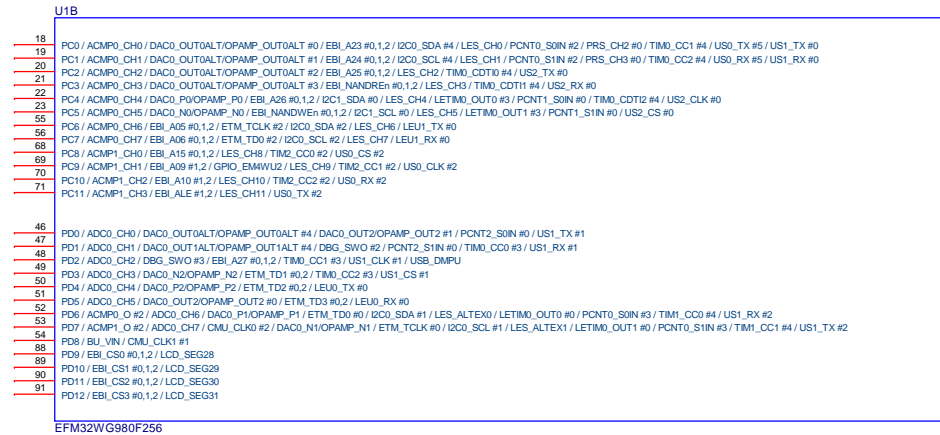 U1B
18 PC0 / ACMP0_CH0 / DAC0_OUT0ALT/OPAMP_OUT0ALT #0 / EBI_A23 #0,1,2 / I2C0_SDA #4 / LES_CH0 / PCNT0_S0IN #2 / PRS_CH2 #0 / TIM0_CC1 #4 / US0_TX #5 / US1_TX #0
19 PC1 / ACMP0_CH1 / DAC0_OUT0ALT/OPAMP_OUT0ALT #1 / EBI_A24 #0,1,2 / I2C0_SCL #4 / LES_CH1 / PCNT0_S1IN #2 / PRS_CH3 #0 / TIM0_CC2 #4 / US0_RX #5 / US1_RX #0
20 PC2 / ACMP0_CH2 / DAC0_OUT0ALT/OPAMP_OUT0ALT #2 / EBI_A25 #0,1,2 / LES_CH2 / TIM0_CDTI0 #4 / US2_TX #0
21 PC3 / ACMP0_CH3 / DAC0_OUT0ALT/OPAMP_OUT0ALT #3 / EBI_NANDREn #0,1,2 / LES_CH3 / TIM0_CDTI1 #4 / US2_RX #0
22 PC4 / ACMP0_CH4 / DAC0_P0/OPAMP_P0 / EBI_A26 #0,1,2 / I2C1_SDA #0 / LES_CH4 / LETIM0_OUT0 #3 / PCNT1_S0IN #0 / TIM0_CDTI2 #4 / US2_CLK #0
23 PC5 / ACMP0_CH5 / DAC0_N0/OPAMP_N0 / EBI_NANDWEn #0,1,2 / I2C1_SCL #0 / LES_CH5 / LETIM0_OUT1 #3 / PCNT1_S1IN #0 / US2_CS #0
55 PC6 / ACMP0_CH6 / EBI_A05 #0,1,2 / ETM_TCLK #2 / I2C0_SDA #2 / LES_CH6 / LEU1_TX #0
56 PC7 / ACMP0_CH7 / EBI_A06 #0,1,2 / ETM_TD0 #2 / I2C0_SCL #2 / LES_CH7 / LEU1_RX #0
68 PC8 / ACMP1_CH0 / EBI_A15 #0,1,2 / LES_CH8 / TIM2_CC0 #2 / US0_CS #2
69 PC9 / ACMP1_CH1 / EBI_A09 #1,2 / GPIO_EM4WU2 / LES_CH9 / TIM2_CC1 #2 / US0_CLK #2
70 PC10 / ACMP1_CH2 / EBI_A10 #1,2 / LES_CH10 / TIM2_CC2 #2 / US0_RX #2
71 PC11 / ACMP1_CH3 / EBI_ALE #1,2 / LES_CH11 / US0_TX #2
46 PD0 / ADC0_CH0 / DAC0_OUT0ALT/OPAMP_OUT0ALT #4 / DAC0_OUT2/OPAMP_OUT2 #1 / PCNT2_S0IN #0 / US1_TX #1
47 PD1 / ADC0_CH1 / DAC0_OUT1ALT/OPAMP_OUT1ALT #4 / DBG_SWO #2 / PCNT2_S1IN #0 / TIM0_CC0 #3 / US1_RX #1
48 PD2 / ADC0_CH2 / DBG_SWO #3 / EBI_A27 #0,1,2 / TIM0_CC1 #3 / US1_CLK #1 / USB_DMPU
49 PD3 / ADC0_CH3 / DAC0_N2/OPAMP_N2 / ETM_TD1 #0,2 / TIM0_CC2 #3 / US1_CS #1
50 PD4 / ADC0_CH4 / DAC0_P2/OPAMP_P2 / ETM_TD2 #0,2 / LEU0_TX #0
51 PD5 / ADC0_CH5 / DAC0_OUT2/OPAMP_OUT2 #0 / ETM_TD3 #0,2 / LEU0_RX #0
52 PD6 / ACMP0_O #2 / ADC0_CH6 / DAC0_P1/OPAMP_P1 / ETM_TD0 #0 / I2C0_SDA #1 / LES_ALTEX0 / LETIM0_OUT0 #0 / PCNT0_S0IN #3 / TIM1_CC0 #4 / US1_RX #2
53 PD7 / ACMP1_O #2 / ADC0_CH7 / CMU_CLK0 #2 / DAC0_N1/OPAMP_N1 / ETM_TCLK #0 / I2C0_SCL #1 / LES_ALTEX1 / LETIM0_OUT1 #0 / PCNT0_S1IN #3 / TIM1_CC1 #4 / US1_TX #2
54 PD8 / BU_VIN / CMU_CLK1 #1
88 PD9 / EBI_CS0 #0,1,2 / LCD_SEG28
89 PD10 / EBI_CS1 #0,1,2 / LCD_SEG29
90 PD11 / EBI_CS2 #0,1,2 / LCD_SEG30
91 PD12 / EBI_CS3 #0,1,2 / LCD_SEG31
EFM32WG980F256